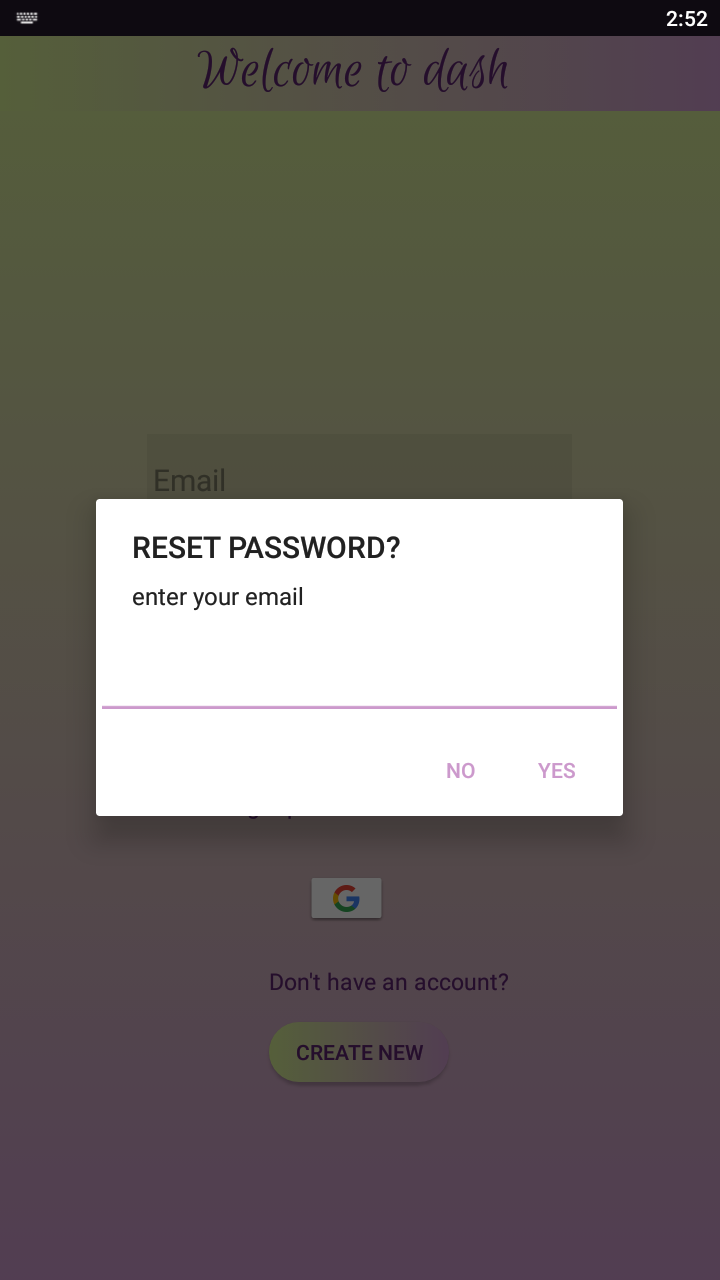 2:52
Welcome to dash
Email
RESET PASSWORD?
enter your email
NO YES
Don't have an account?
CREATE NEW